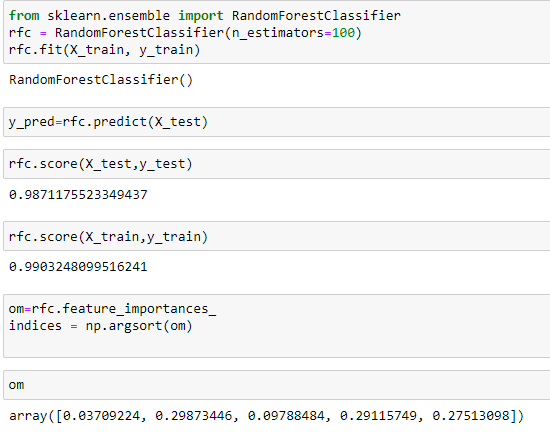 from sklearn.ensemble import RandomForestClassifier
rfc = RandomForestClassifier(n_estimators=100)
rfc.fit(X_train, y_train)
RandomForestClassifier()
y_pred=rfc.predict(X_test)
rfc.score(X_test,y_test)
0.9871175523349437
rfc.score(X_train,y_train)
0.9903248099516241
om=rfc.feature_importances_
indices = np.argsort(om)
om
array([0.03709224, 0.29873446, 0.09788484, 0.29115749, 0.27513098])